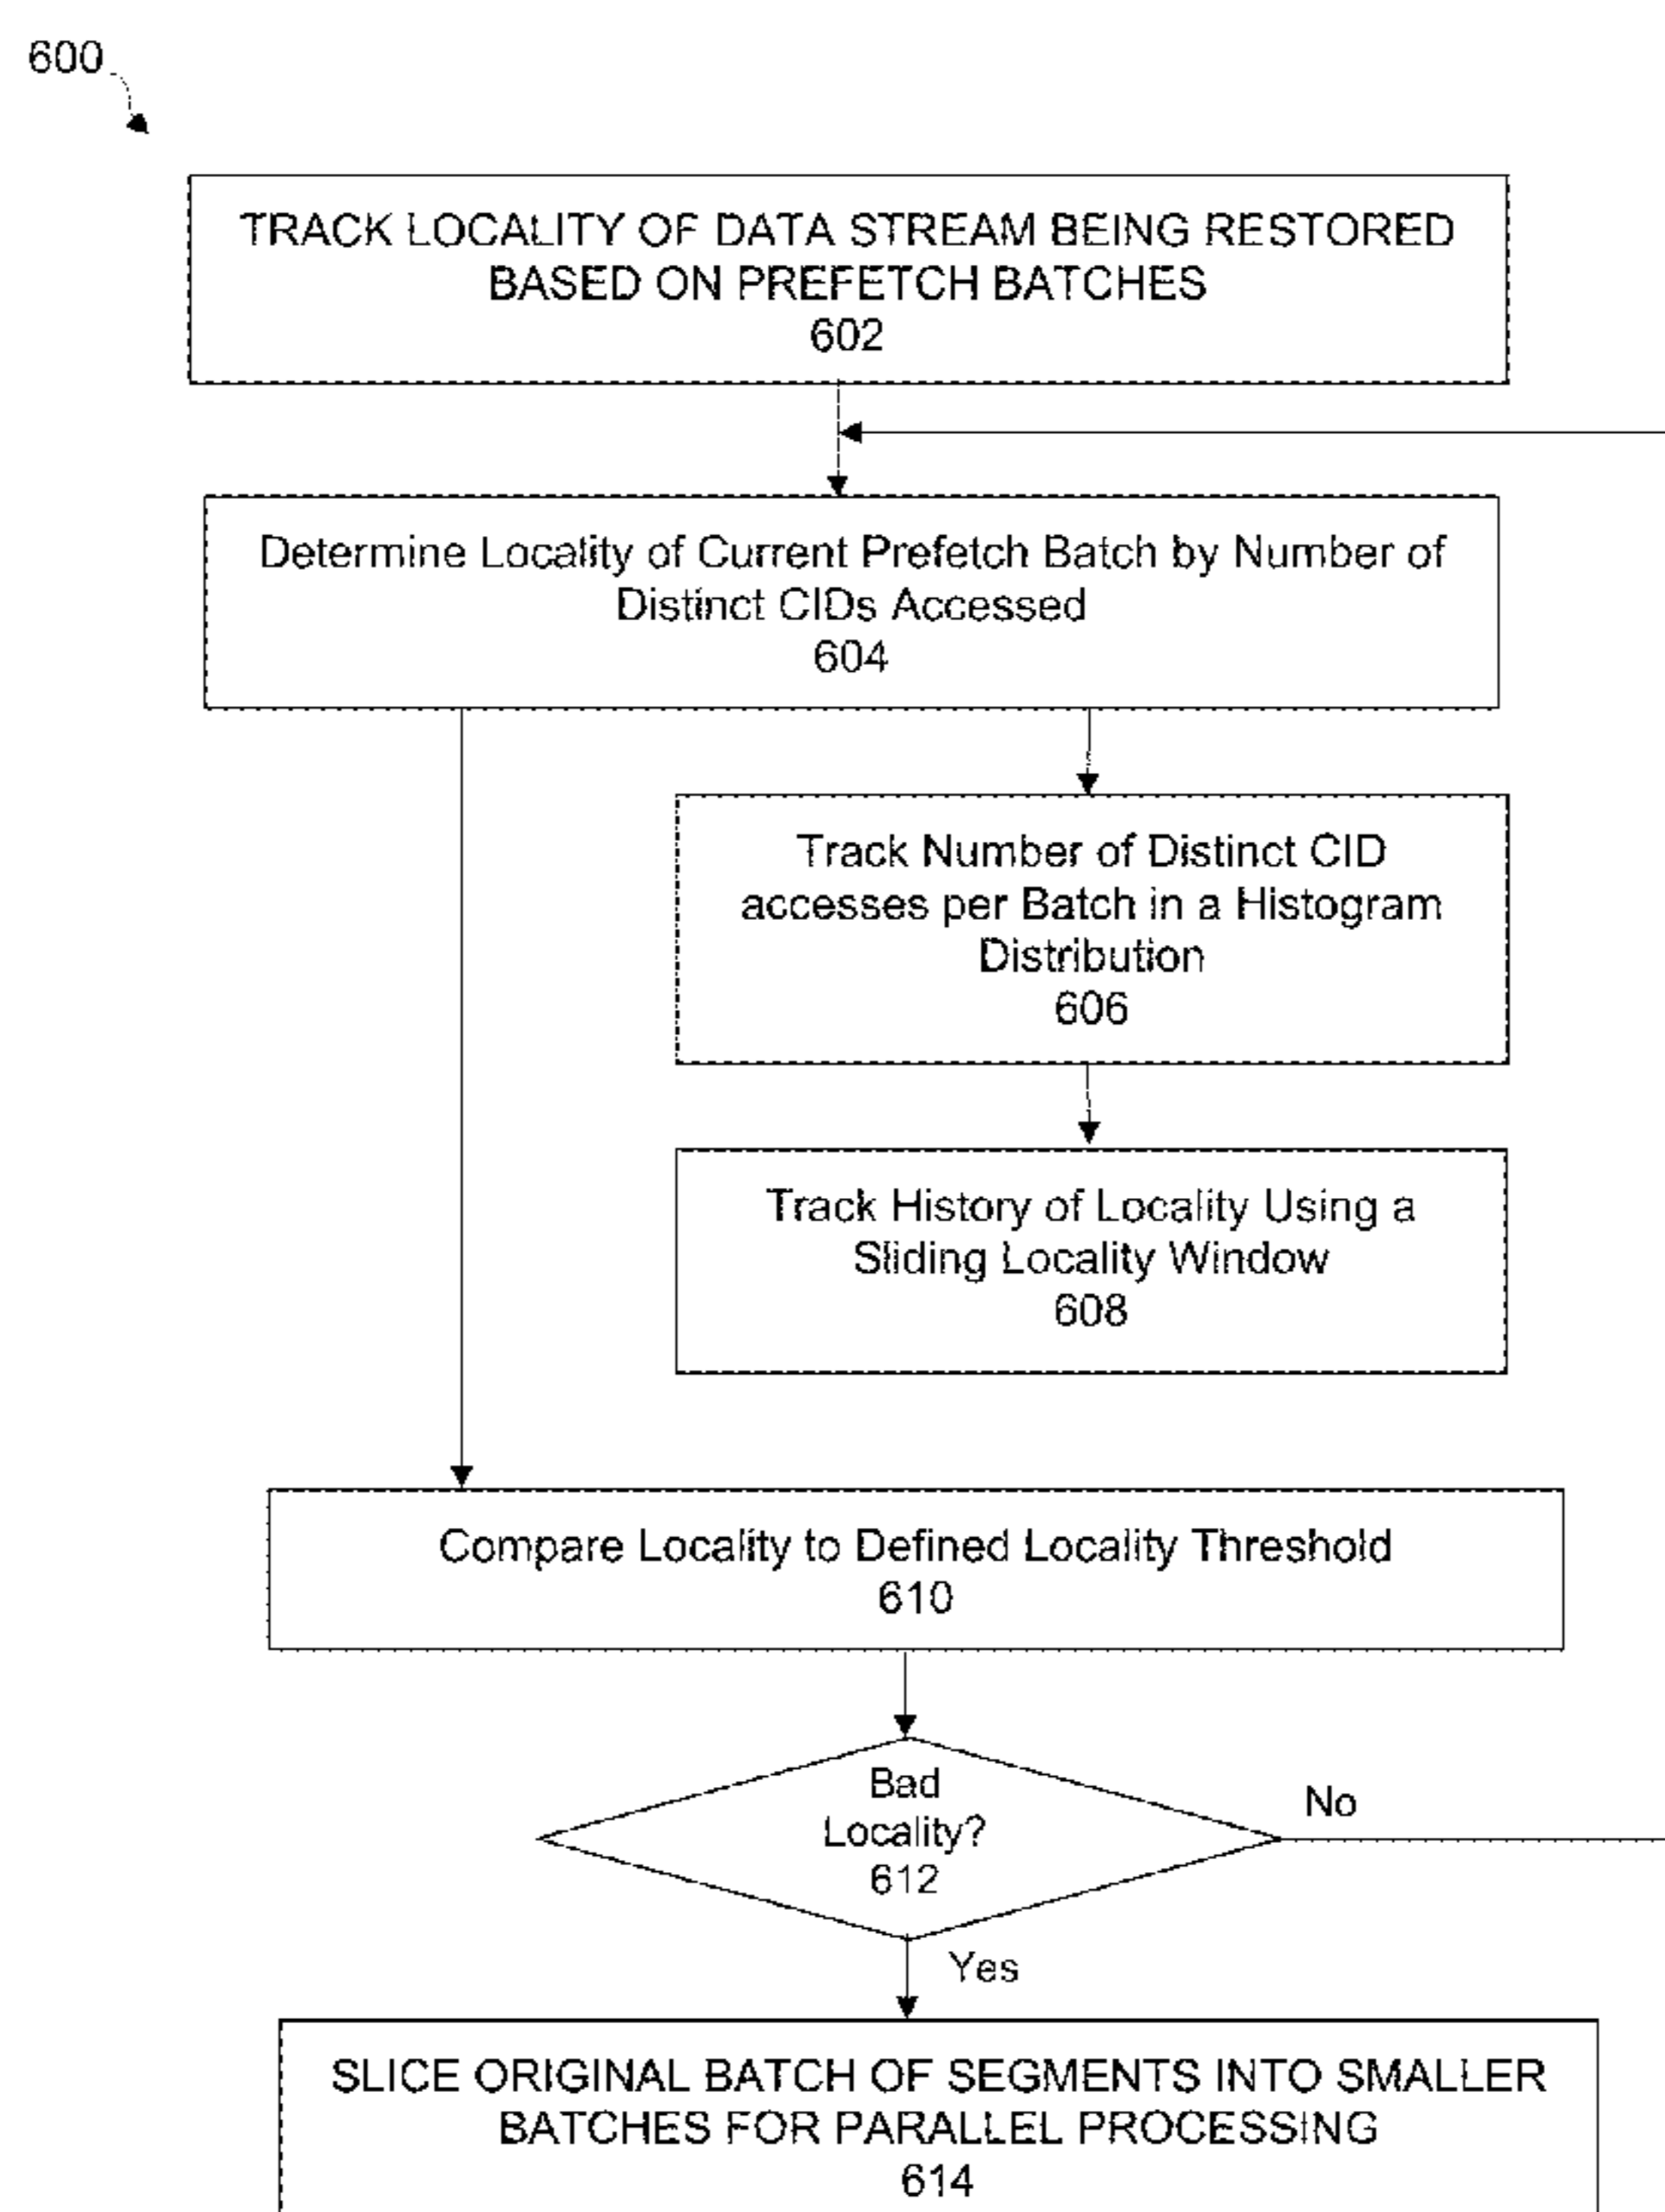 600
TRACK LOCALITY OF DATA STREAM BEING RESTORED
BASED ON PREFETCH BATCHES
602
Determine Locality of Current Prefetch Batch by Number of
Distinct CIDs Accessed
604
Track Number of Distinct CID
accesses per Batch in a Histogram
Distribution
606
Track History of Locality Using a
Sliding Locality Window
608
Compare Locality to Defined Locality Threshold
610
Bad
Locality?
612
No
Yes
SLICE ORIGINAL BATCH OF SEGMENTS INTO SMALLER
BATCHES FOR PARALLEL PROCESSING
614